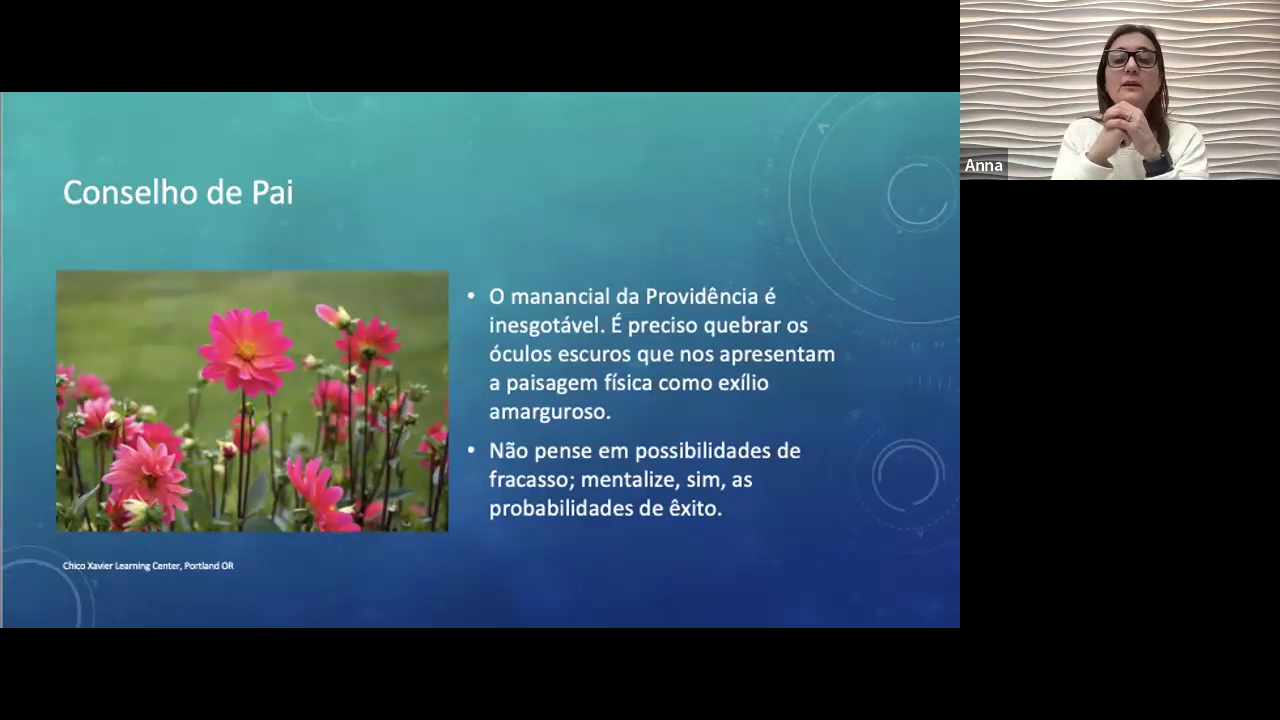 Anna
Conselho de Pai
• O manancial da Providência é
inesgotável. É preciso quebrar os
óculos escuros que nos apresentam
a paisagem física como exílio
amarguroso.
• Não pense em possibilidades de
fracasso; mentalize, sim, as
probabilidades de êxito.
Chico Xavier Learning Center, Portland OR